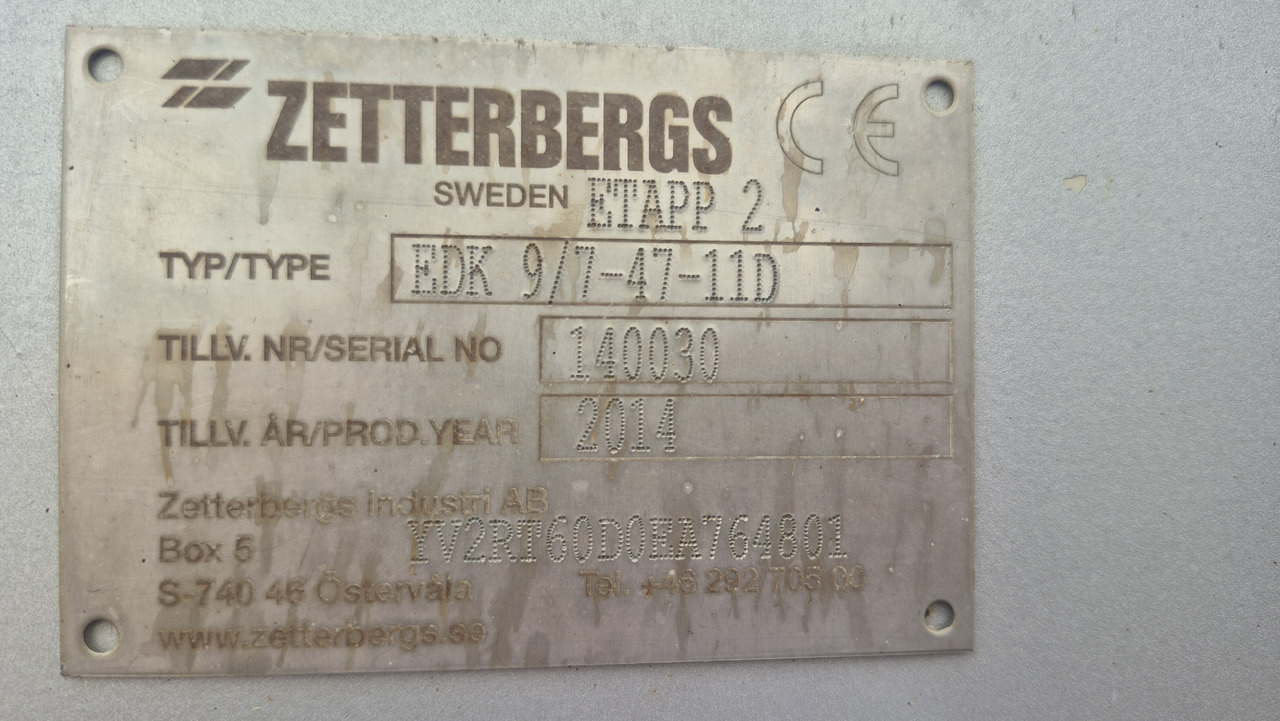 ZETTERBERGS CE
SWEDEN ETAPP 2
TYP/TYPE EDK 9/7-47-11D
TILLV. NR/SERIAL NO 140030
TILLV. ÅR/PROD.YEAR 2014
Zetterbergs Industri AB
YV2RT60D0EA764801
Box 5
S-740 46 Östervåla Tel. +46 292 705 00
www.zetterbergs.se